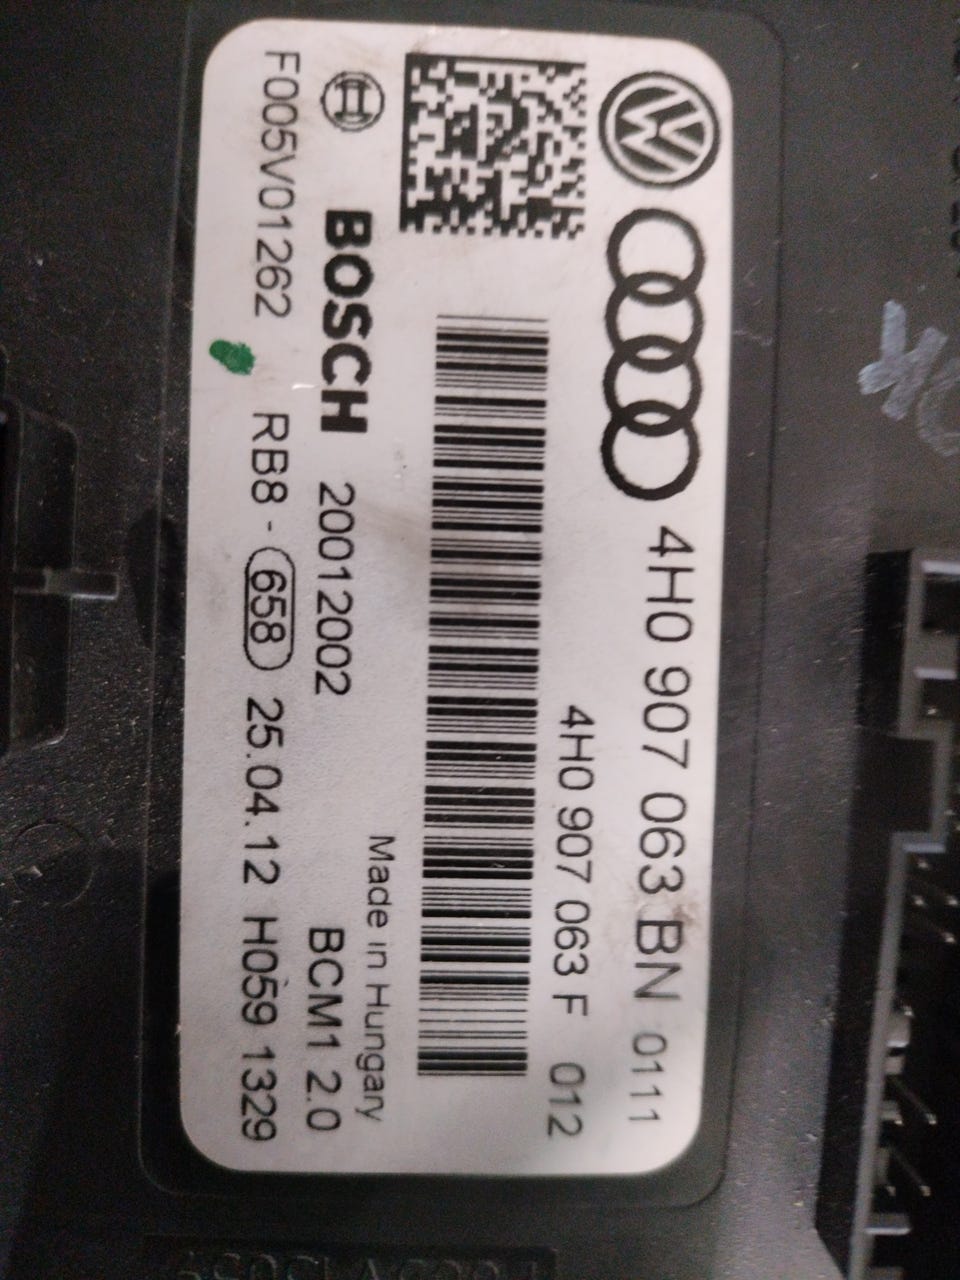 4H0 907 063 BN 0111
4H0 907 063 F 012
Made in Hungary
BOSCH 20012002 BCM1 2.0
F005V01262 RB8 - 658 25.04.12 H059 1329